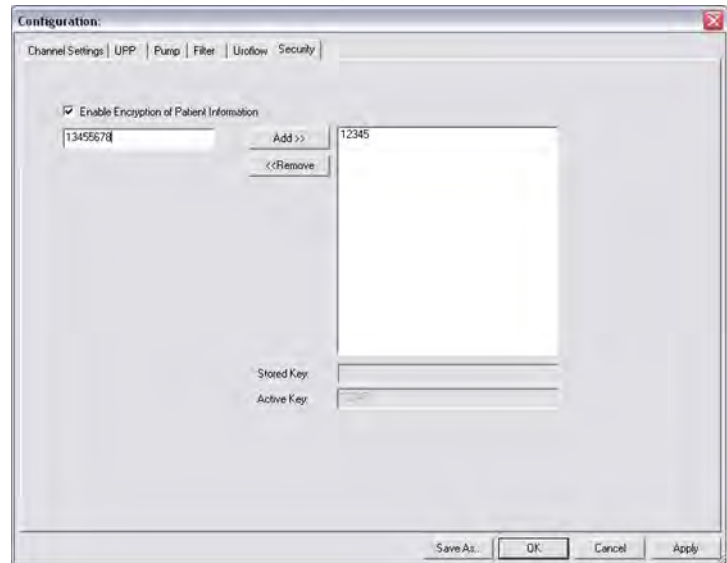 Configuration:
Channel Settings | UPP | Pump | Filter | Uroflow Security
Enable Encryption of Patient Information
13455678
Add >>
12345
<<Remove
Stored Key:
Active Key:
Save As..
OK
Cancel
Apply